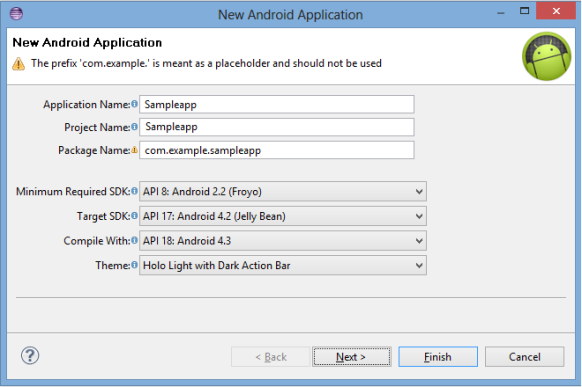 New Android Application
New Android Application
The prefix 'com.example.' is meant as a placeholder and should not be used
Application Name: Sampleapp
Project Name: Sampleapp
Package Name: com.example.sampleapp
Minimum Required SDK: API 8: Android 2.2 (Froyo)
Target SDK: API 17: Android 4.2 (Jelly Bean)
Compile With: API 18: Android 4.3
Theme: Holo Light with Dark Action Bar
? < Back Next > Finish Cancel